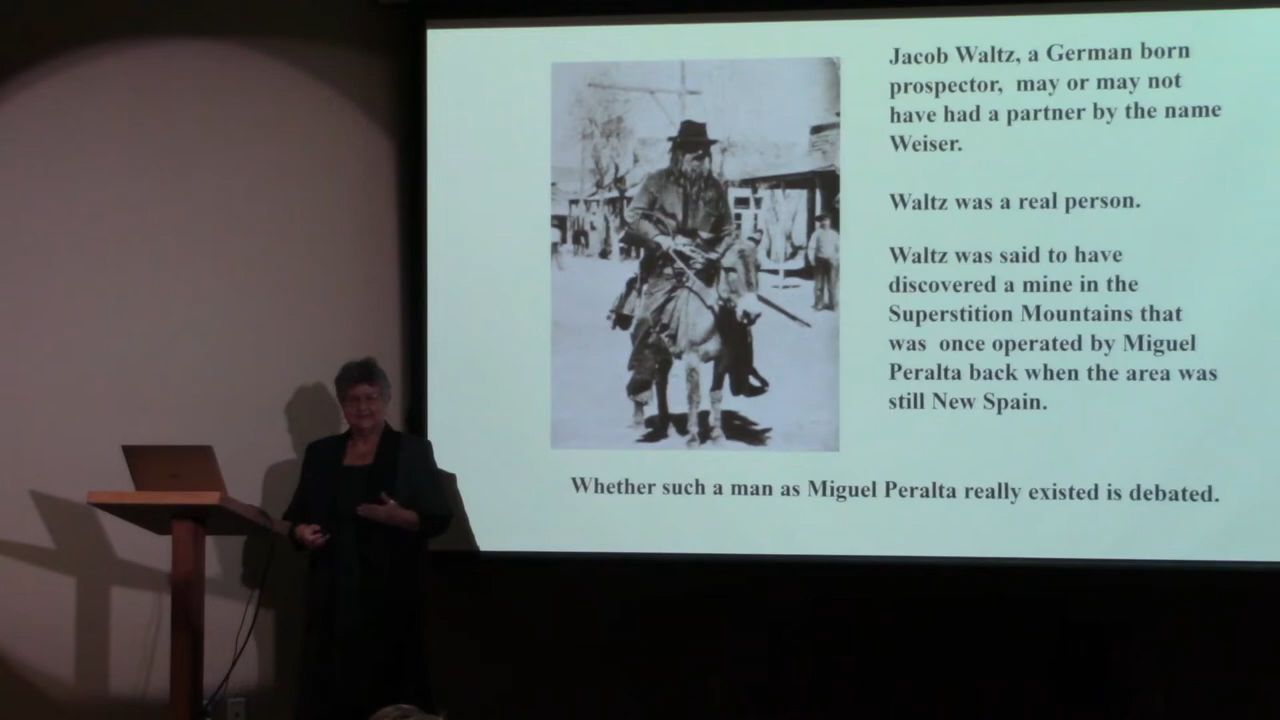 Jacob Waltz, a German born
prospector, may or may not
have had a partner by the name
Weiser.
Waltz was a real person.
Waltz was said to have
discovered a mine in the
Superstition Mountains that
was once operated by Miguel
Peralta back when the area was
still New Spain.
Whether such a man as Miguel Peralta really existed is debated.